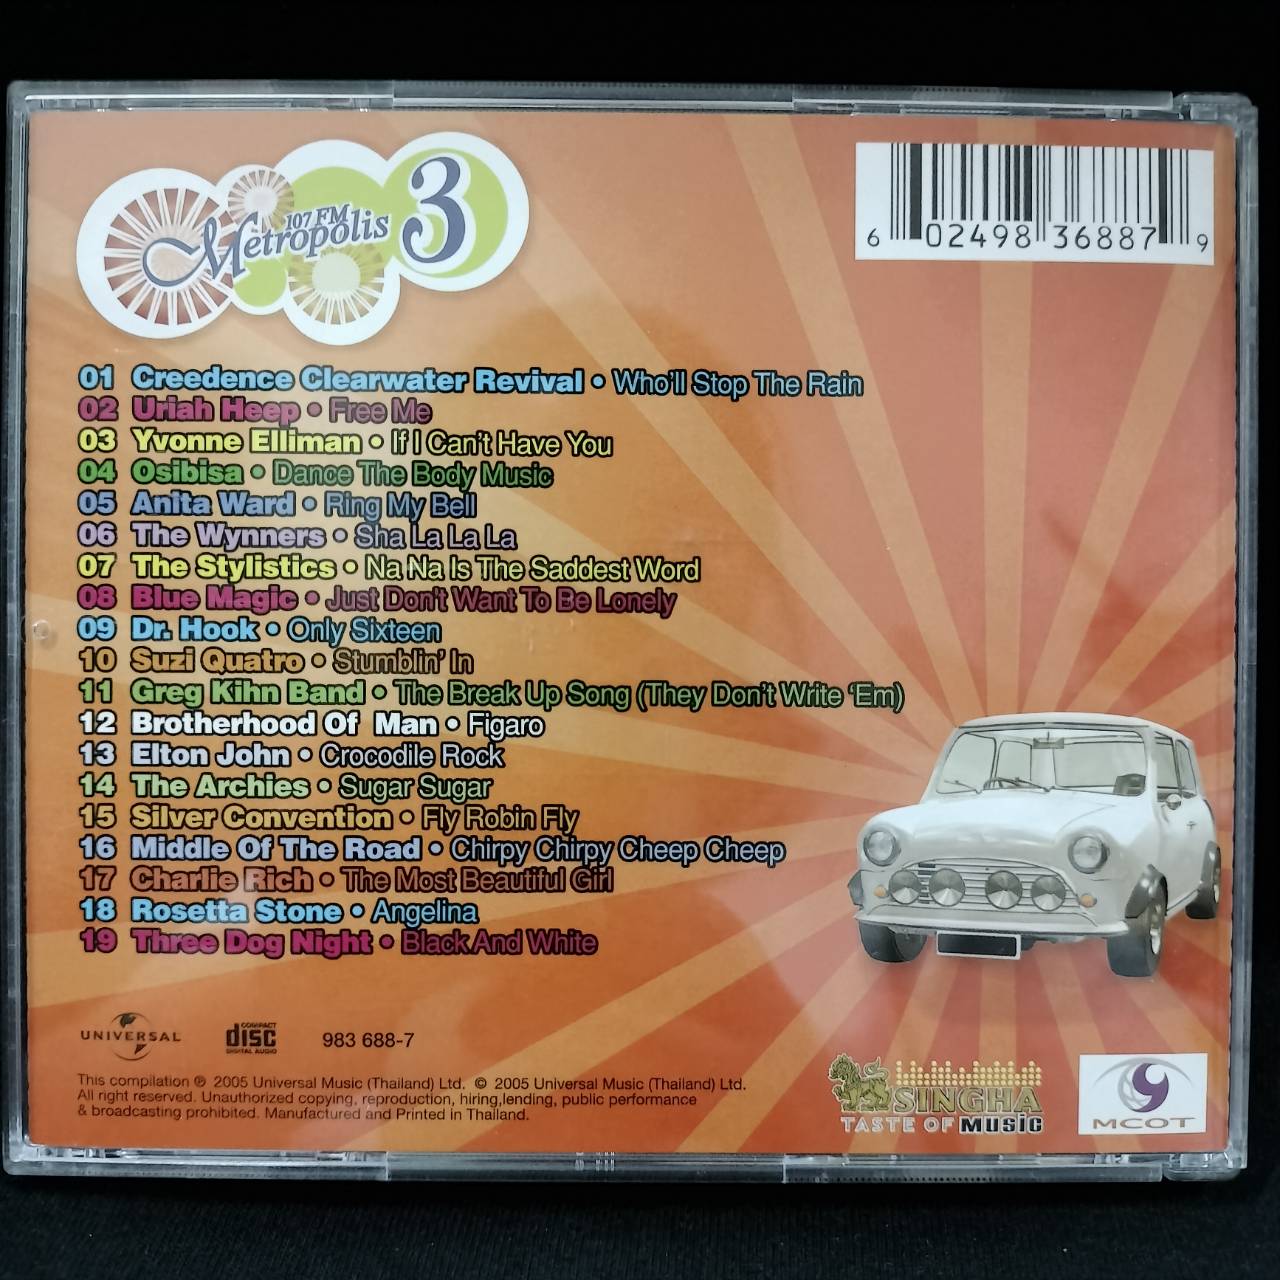 107 FM
Metropolis 3
6 02498 36887 9
01 Creedence Clearwater Revival • Who'll Stop The Rain
02 Uriah Heep • Free Me
03 Yvonne Elliman • If I Can't Have You
04 Osibisa • Dance The Body Music
05 Anita Ward • Ring My Bell
06 The Wynners • Sha La La La
07 The Stylistics • Na Na Is The Saddest Word
08 Blue Magic • Just Don't Want To Be Lonely
09 Dr. Hook • Only Sixteen
10 Suzi Quatro • Stumblin' In
11 Greg Kihn Band • The Break Up Song (They Don't Write 'Em)
12 Brotherhood Of Man • Figaro
13 Elton John • Crocodile Rock
14 The Archies • Sugar Sugar
15 Silver Convention • Fly Robin Fly
16 Middle Of The Road • Chirpy Chirpy Cheep Cheep
17 Charlie Rich • The Most Beautiful Girl
18 Rosetta Stone • Angelina
19 Three Dog Night • Black And White
UNIVERSAL
COMPACT
disc
DIGITAL AUDIO
983 688-7
This compilation ℗ 2005 Universal Music (Thailand) Ltd. © 2005 Universal Music (Thailand) Ltd.
All right reserved. Unauthorized copying, reproduction, hiring,lending, public performance
& broadcasting prohibited. Manufactured and Printed in Thailand.
SINGHA
TASTE OF MUSIC
MCOT